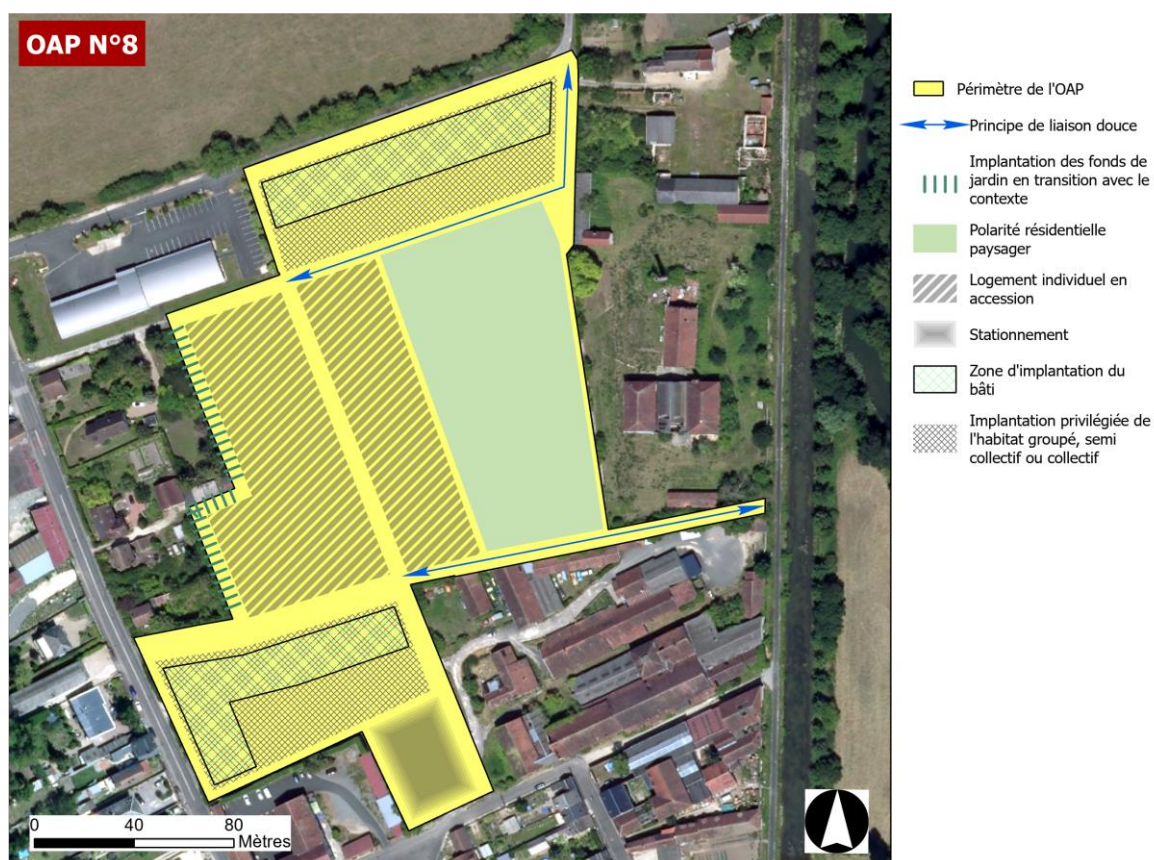 OAP N°8
Périmètre de l'OAP
Principe de liaison douce
Implantation des fonds de
jardin en transition avec le
contexte
Polarité résidentielle
paysager
Logement individuel en
accession
Stationnement
Zone d'implantation du
bâti
Implantation privilégiée de
l'habitat groupé, semi
collectif ou collectif
0 40 80
Mètres